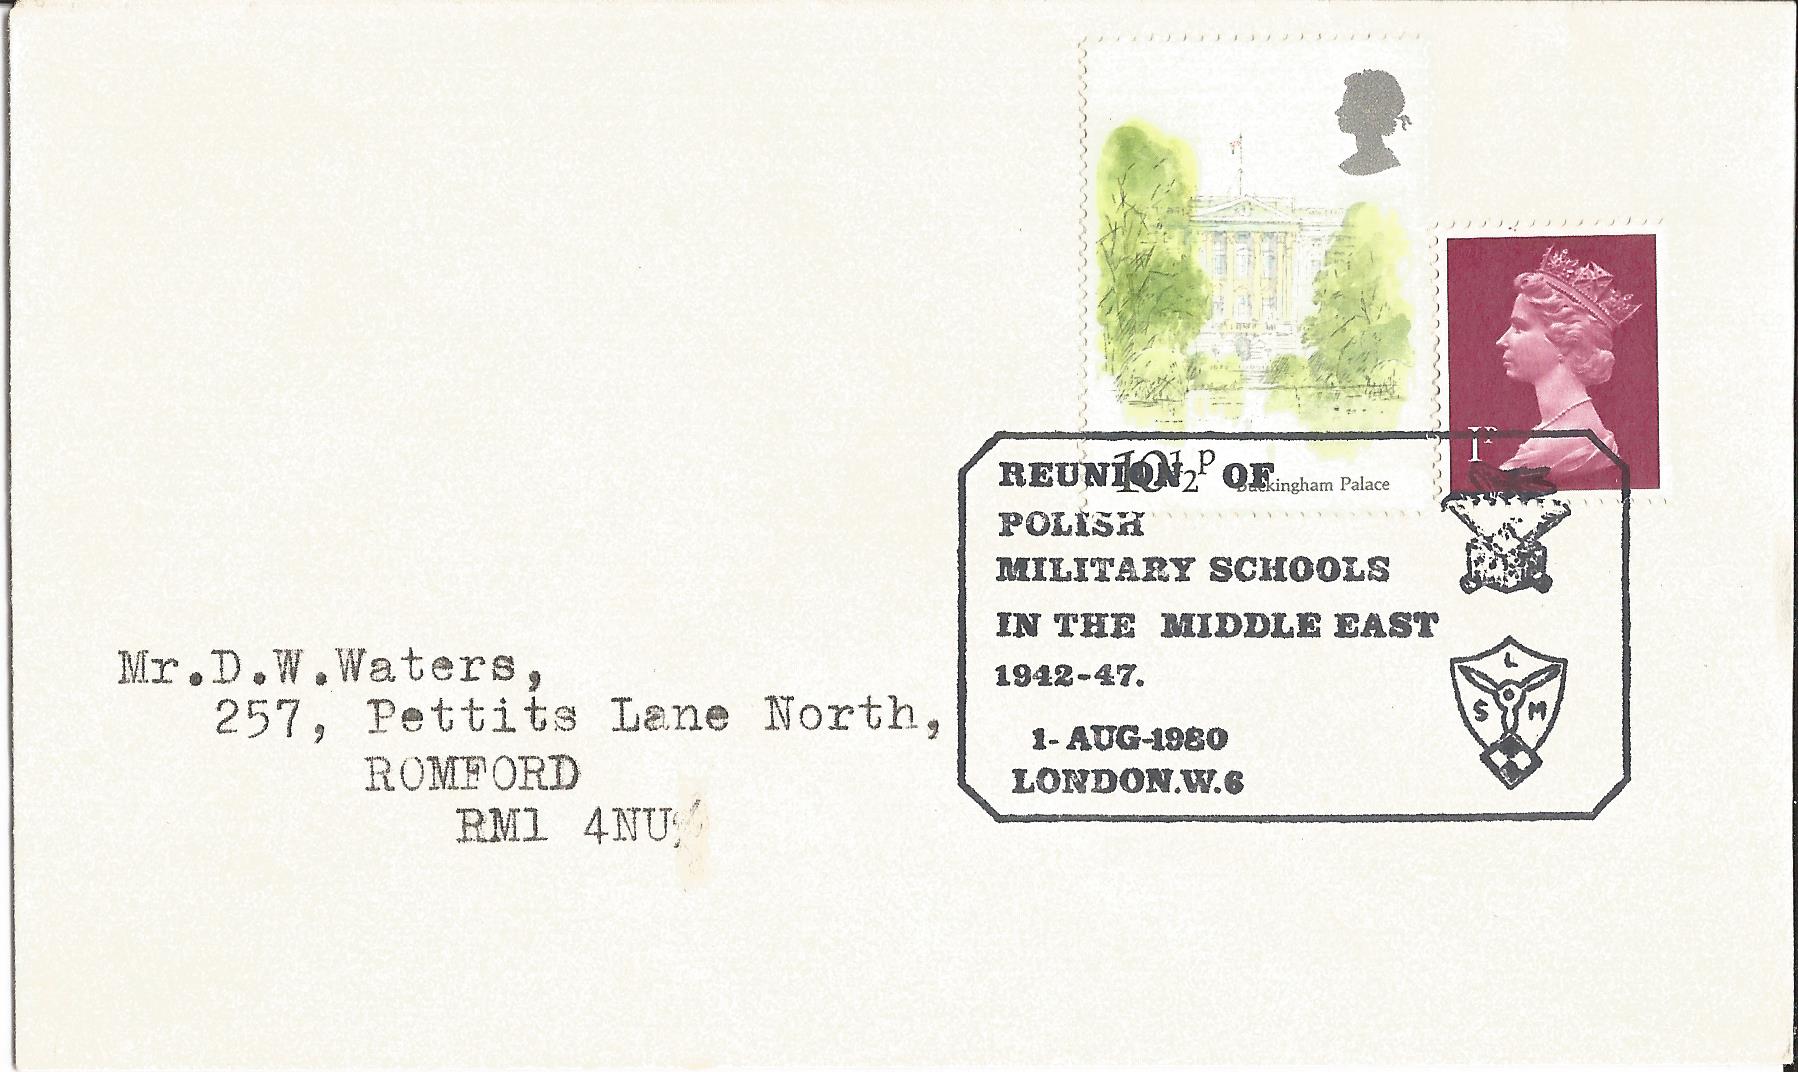 1P
10½P
Buckingham Palace
REUNION OF
POLISH
MILITARY SCHOOLS
IN THE MIDDLE EAST
1942-47.
1-AUG-1980
LONDON.W.6
L
S M
Mr.D.W.Waters,
257, Pettits Lane North,
ROMFORD
RM1 4NU